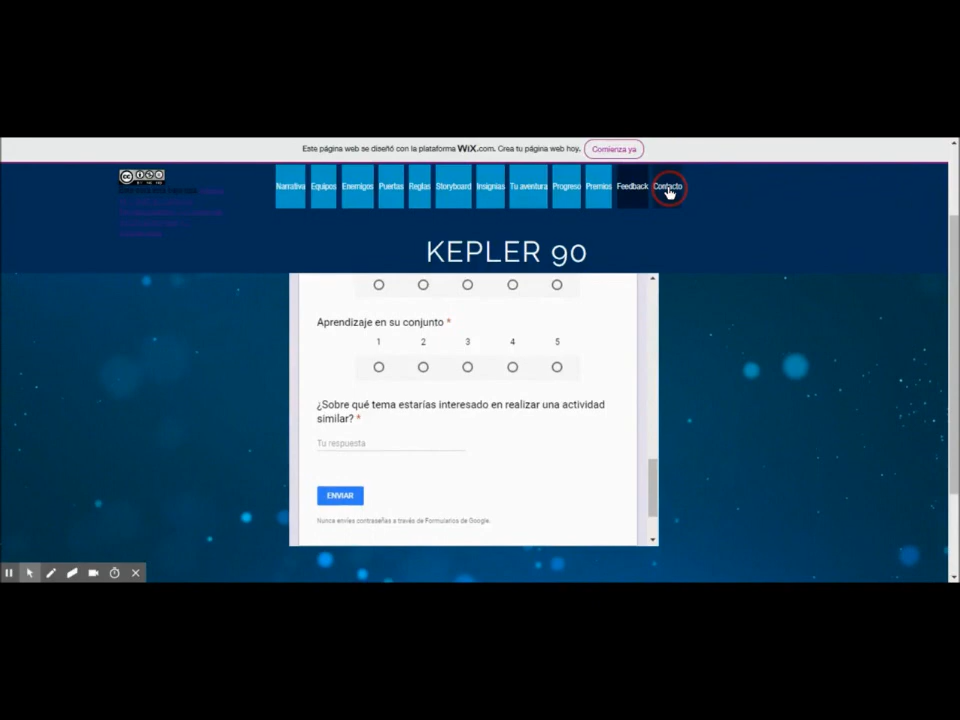 Este página web se diseñó con la plataforma WiX.com. Crea tu página web hoy. Comienza ya
Narrativa Equipos Enemigos Puertas Reglas Storyboard Insignias Tu aventura Progreso Premios Feedback Contacto
KEPLER 90
Aprendizaje en su conjunto *
1 2 3 4 5
¿Sobre qué tema estarías interesado en realizar una actividad
similar? *
Tu respuesta
ENVIAR
Nunca envíes contraseñas a través de Formularios de Google.